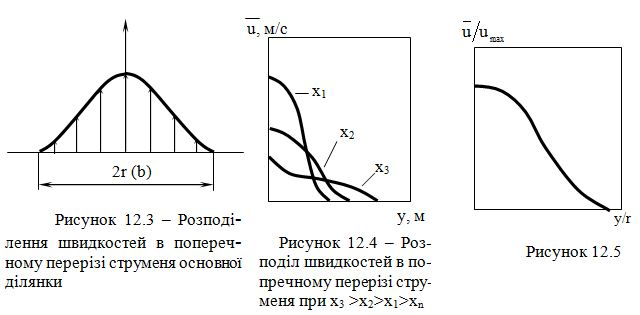 2r (b)
Рисунок 12.3 – Розподі-
лення швидкостей в попереч-
ному перерізі струменя основної
ділянки
u̅, м/с
x₁
x₂
x₃
y, м
Рисунок 12.4 – Роз-
поділ швидкостей в по-
пречному перерізі стру-
меня при x₃ >x₂>x₁>xₙ
u̅/uₘₐₓ
y/r
Рисунок 12.5